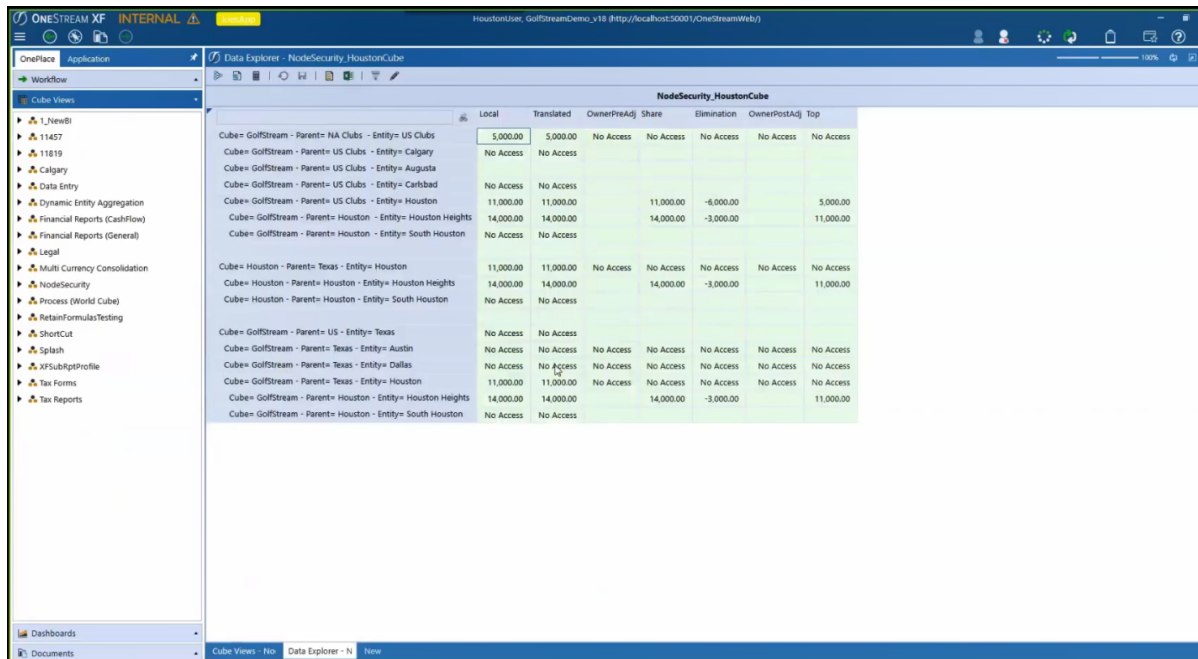 ONESTREAM XF INTERNAL
HoustonUser, GolfStreamDemo_v18 (http://localhost:50001/OneStreamWeb/)
OnePlace Application
Data Explorer - NodeSecurity_HoustonCube
100%
Workflow
Cube Views
1_NewBI
11457
11819
Calgary
Data Entry
Dynamic Entity Aggregation
Financial Reports (CashFlow)
Financial Reports (General)
Legal
Multi Currency Consolidation
NodeSecurity
Process (World Cube)
RetainFormulasTesting
ShortCut
Splash
XFSubRptProfile
Tax Forms
Tax Reports
Dashboards
Documents
NodeSecurity_HoustonCube
Local Translated OwnerPreAdj Share Elimination OwnerPostAdj Top
Cube= GolfStream - Parent= NA Clubs - Entity= US Clubs 5,000.00 5,000.00 No Access No Access No Access No Access No Access
Cube= GolfStream - Parent= US Clubs - Entity= Calgary No Access No Access
Cube= GolfStream - Parent= US Clubs - Entity= Augusta
Cube= GolfStream - Parent= US Clubs - Entity= Carlsbad No Access No Access
Cube= GolfStream - Parent= US Clubs - Entity= Houston 11,000.00 11,000.00 11,000.00 -6,000.00 5,000.00
Cube= GolfStream - Parent= Houston - Entity= Houston Heights 14,000.00 14,000.00 14,000.00 -3,000.00 11,000.00
Cube= GolfStream - Parent= Houston - Entity= South Houston No Access No Access
Cube= Houston - Parent= Texas - Entity= Houston 11,000.00 11,000.00 No Access No Access No Access No Access No Access
Cube= Houston - Parent= Houston - Entity= Houston Heights 14,000.00 14,000.00 14,000.00 -3,000.00 11,000.00
Cube= Houston - Parent= Houston - Entity= South Houston No Access No Access
Cube= GolfStream - Parent= US - Entity= Texas No Access No Access
Cube= GolfStream - Parent= Texas - Entity= Austin No Access No Access No Access No Access No Access No Access No Access
Cube= GolfStream - Parent= Texas - Entity= Dallas No Access No Access No Access No Access No Access No Access No Access
Cube= GolfStream - Parent= Texas - Entity= Houston 11,000.00 11,000.00 No Access No Access No Access No Access No Access
Cube= GolfStream - Parent= Houston - Entity= Houston Heights 14,000.00 14,000.00 14,000.00 -3,000.00 11,000.00
Cube= GolfStream - Parent= Houston - Entity= South Houston No Access No Access
Cube Views - No Data Explorer - N New